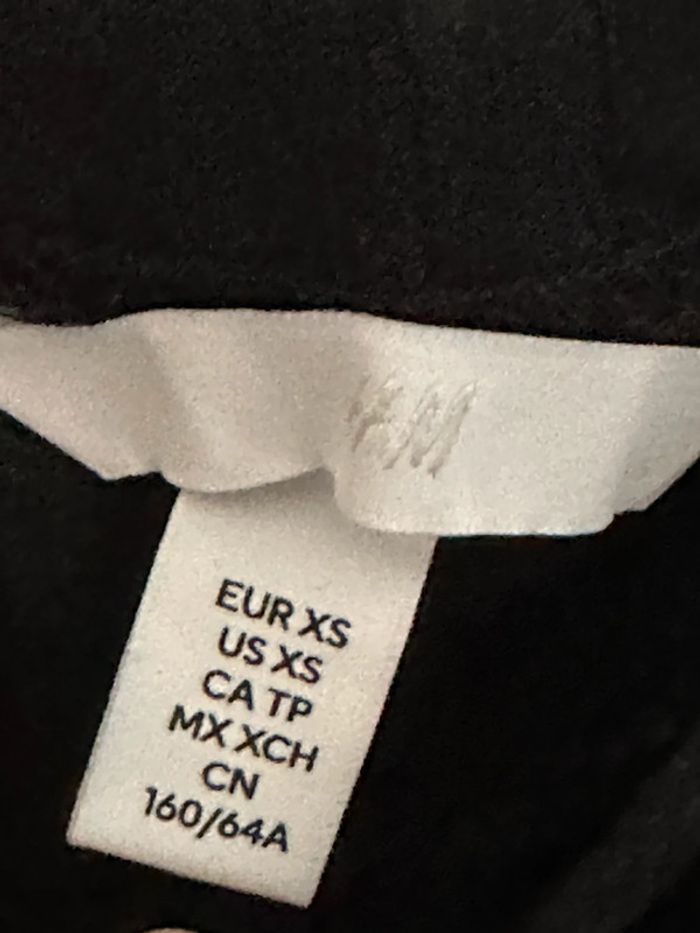 H&M
EUR XS
US XS
CA TP
MX XCH
CN
160/64A